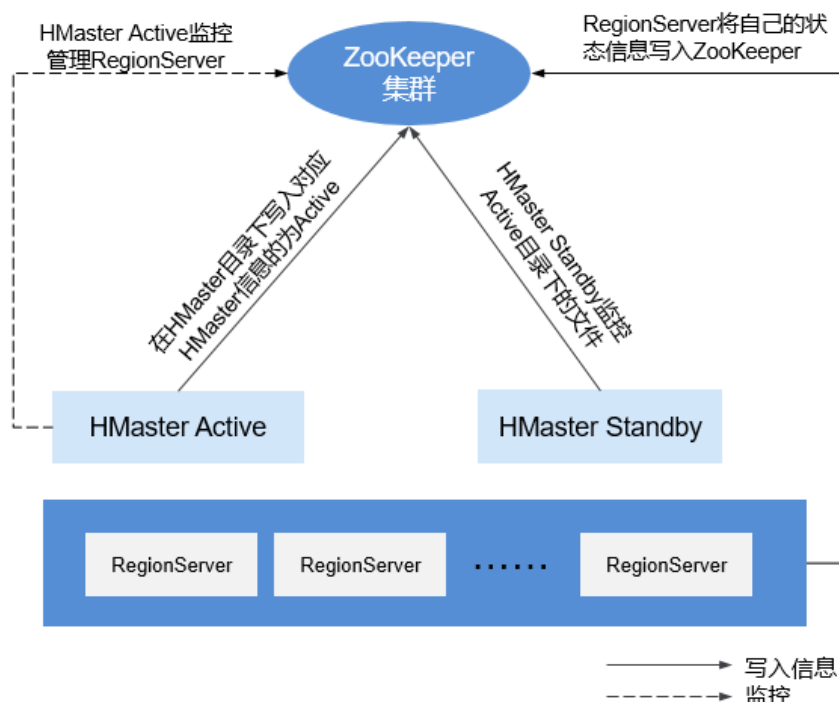 HMaster Active监控
管理RegionServer
ZooKeeper
集群
RegionServer将自己的状
态信息写入ZooKeeper
在HMaster目录下写入对应
HMaster信息的为Active
HMaster Standby监控
Active目录下的文件
HMaster Active
HMaster Standby
RegionServer
RegionServer
······
RegionServer
写入信息
监控